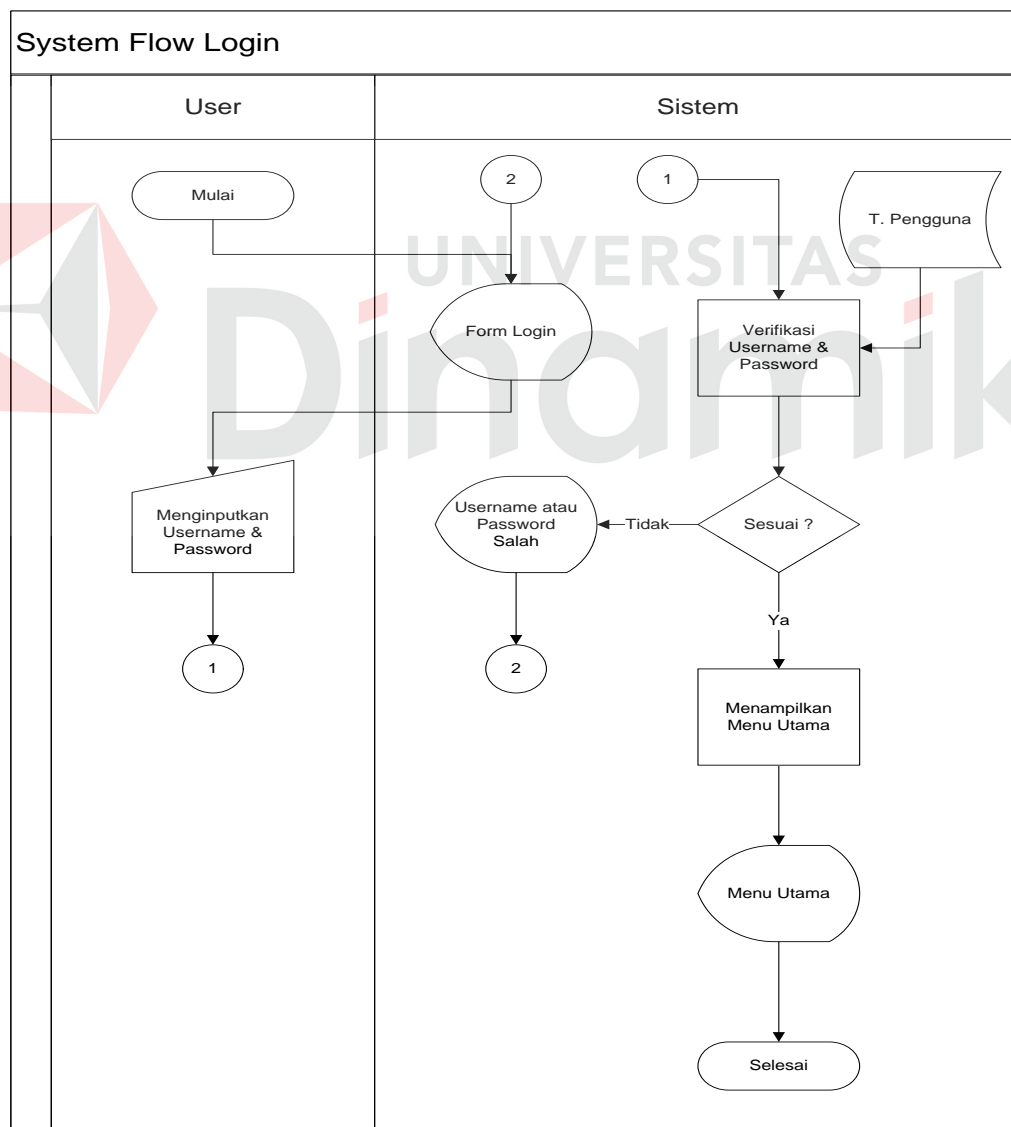 System Flow Login
User
Sistem
Mulai
2
1
T. Pengguna
UNIVERSITAS
Dinamik
Form Login
Verifikasi
Username &
Password
Menginputkan
Username &
Password
Username atau
Password
Salah
Tidak
Sesuai ?
Ya
1
2
Menampilkan
Menu Utama
Menu Utama
Selesai